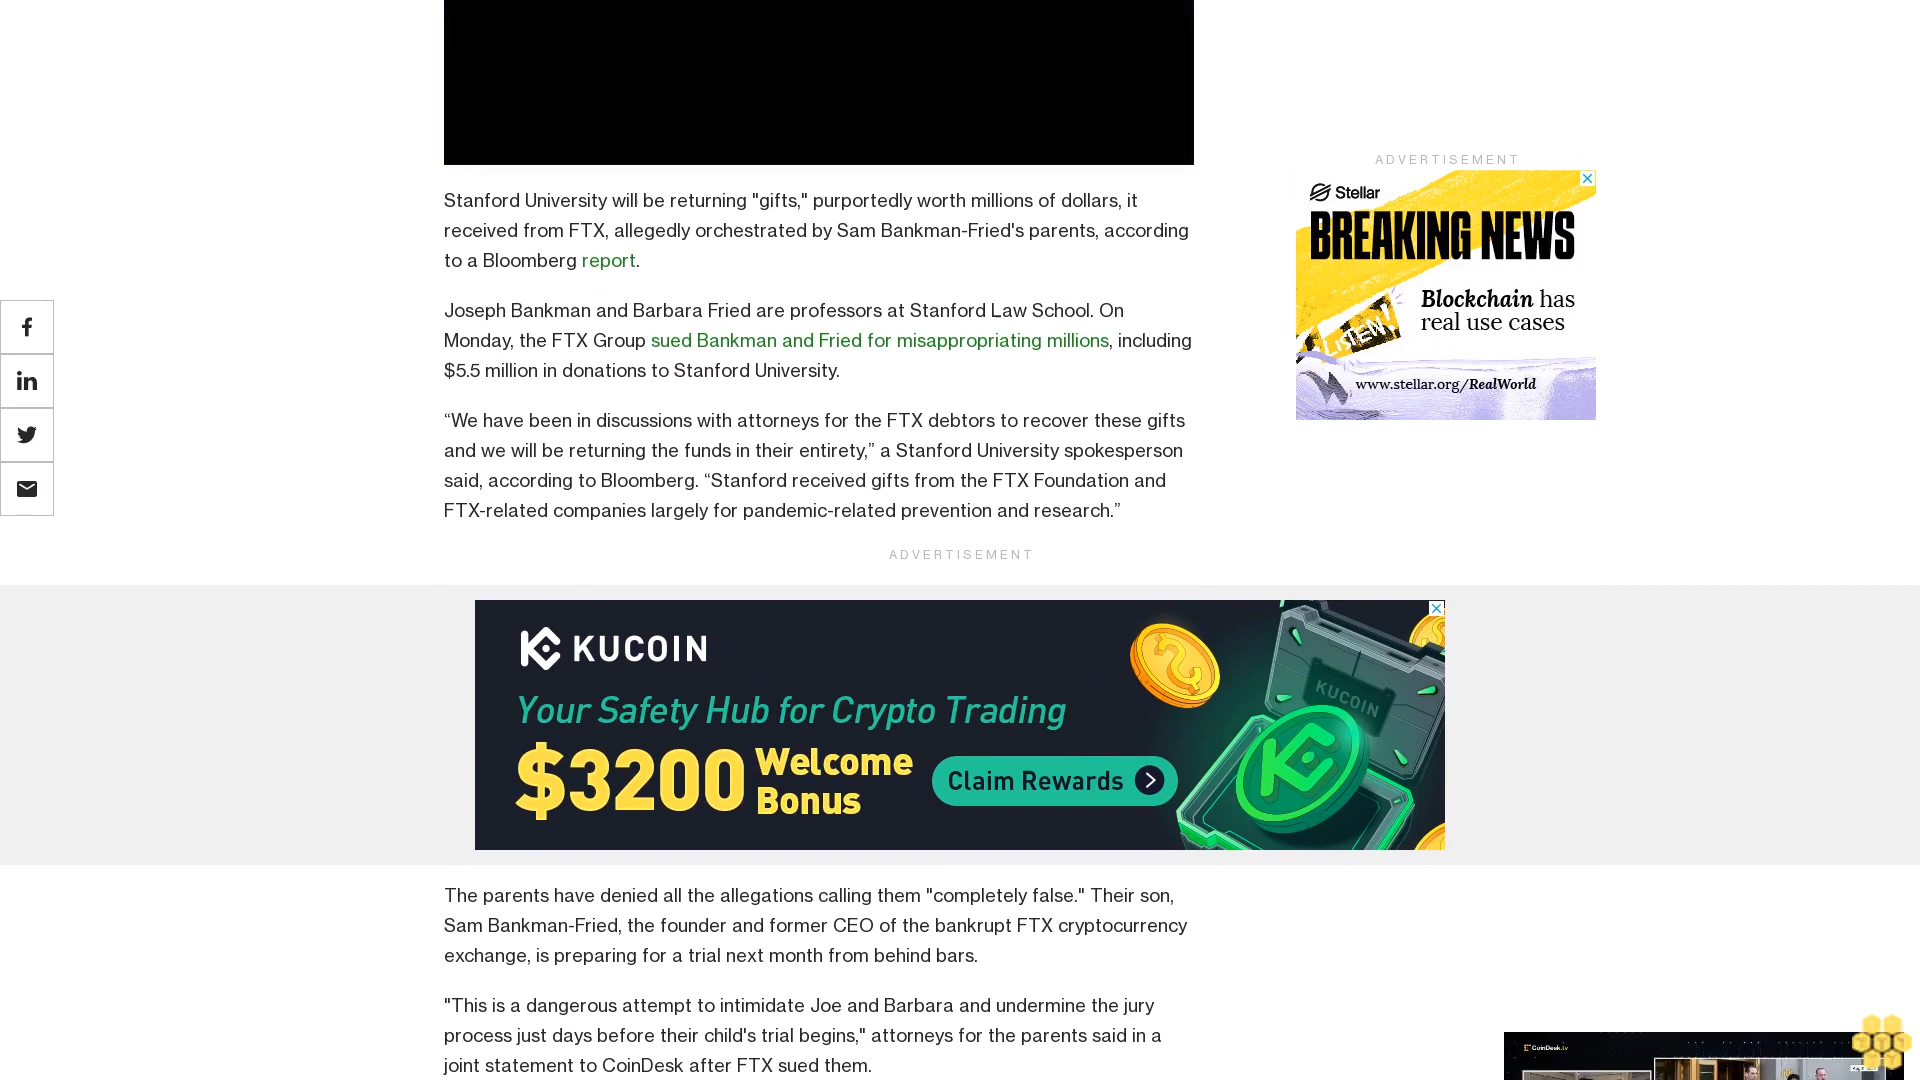 Stanford University will be returning "gifts," purportedly worth millions of dollars, it
received from FTX, allegedly orchestrated by Sam Bankman-Fried's parents, according
to a Bloomberg report.
Joseph Bankman and Barbara Fried are professors at Stanford Law School. On
Monday, the FTX Group sued Bankman and Fried for misappropriating millions, including
$5.5 million in donations to Stanford University.
“We have been in discussions with attorneys for the FTX debtors to recover these gifts
and we will be returning the funds in their entirety,” a Stanford University spokesperson
said, according to Bloomberg. “Stanford received gifts from the FTX Foundation and
FTX-related companies largely for pandemic-related prevention and research.”
ADVERTISEMENT
Stellar
BREAKING NEWS
Blockchain has
real use cases
LISTEN!
www.stellar.org/RealWorld
ADVERTISEMENT
KUCOIN
Your Safety Hub for Crypto Trading
$3200 Welcome
Bonus
Claim Rewards
KUCOIN
The parents have denied all the allegations calling them "completely false." Their son,
Sam Bankman-Fried, the founder and former CEO of the bankrupt FTX cryptocurrency
exchange, is preparing for a trial next month from behind bars.
"This is a dangerous attempt to intimidate Joe and Barbara and undermine the jury
process just days before their child's trial begins," attorneys for the parents said in a
joint statement to CoinDesk after FTX sued them.
CoinDesk.tv